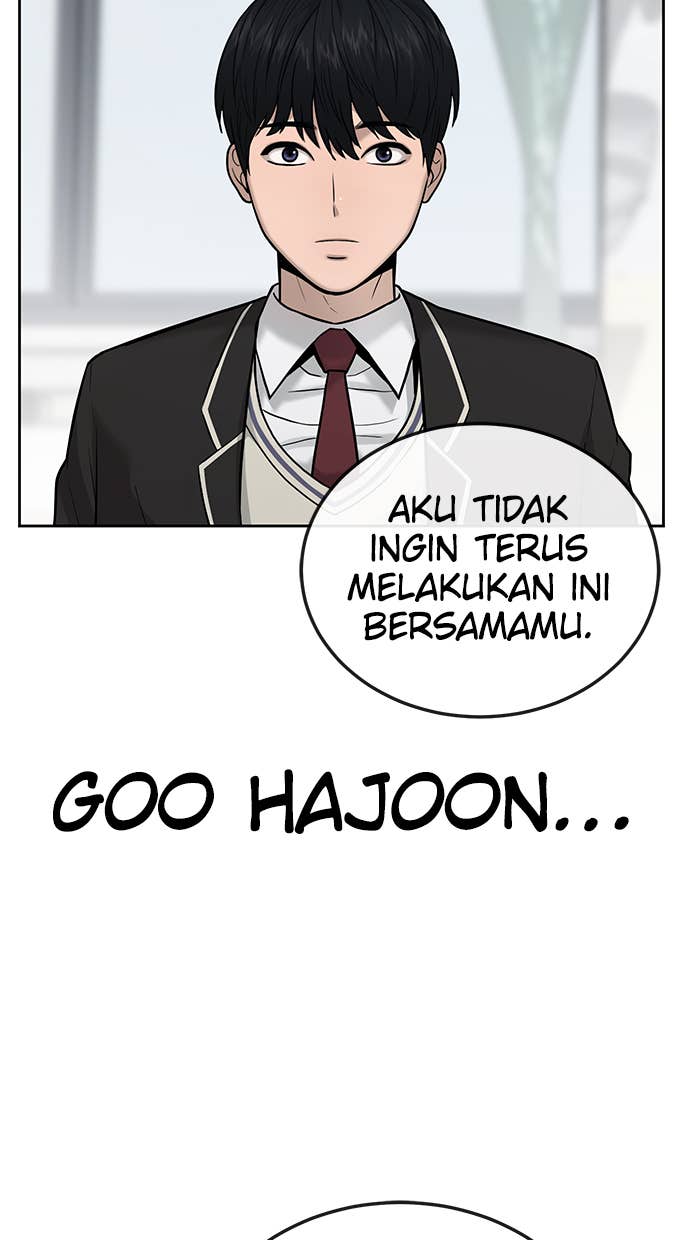 AKU TIDAK
INGIN TERUS
MELAKUKAN INI
BERSAMAMU.
GOO HAJOON...